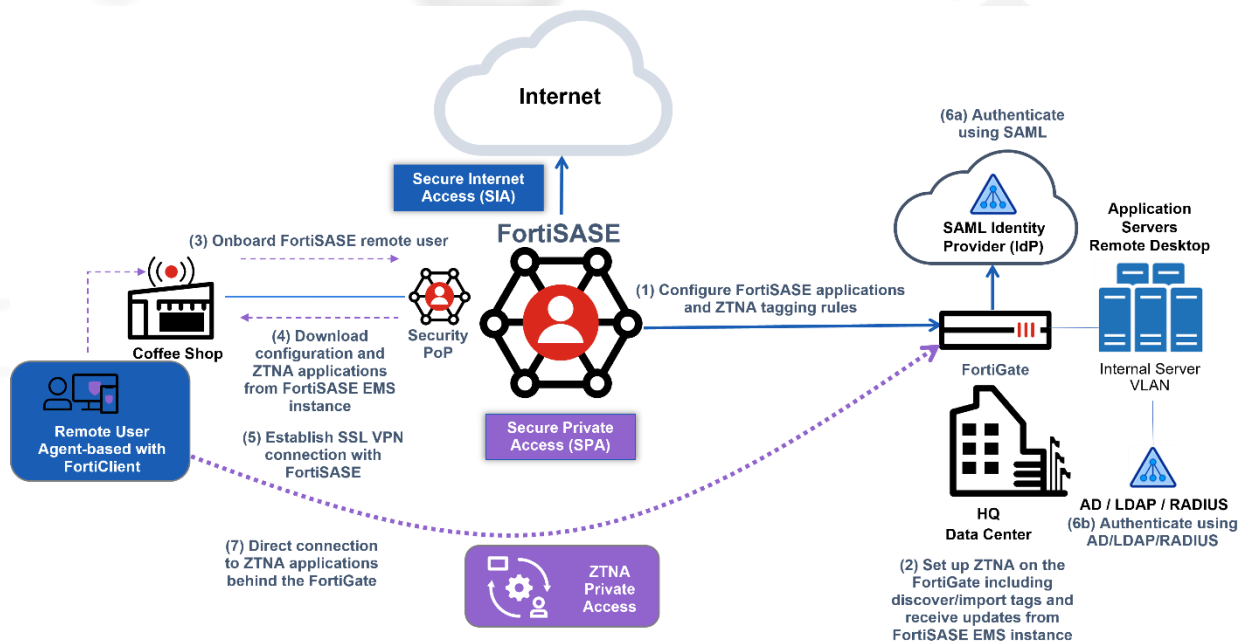 Internet
(6a) Authenticate
using SAML
Secure Internet
Access (SIA)
SAML Identity
Provider (IdP)
Application
Servers
Remote Desktop
FortiSASE
(3) Onboard FortiSASE remote user
(1) Configure FortiSASE applications
and ZTNA tagging rules
Security
PoP
Coffee Shop
(4) Download
configuration and
ZTNA applications
from FortiSASE EMS
instance
FortiGate
Internal Server
VLAN
Remote User
Agent-based with
FortiClient
(5) Establish SSL VPN
connection with
FortiSASE
Secure Private
Access (SPA)
HQ
Data Center
AD / LDAP / RADIUS
(6b) Authenticate using
AD/LDAP/RADIUS
(7) Direct connection
to ZTNA applications
behind the FortiGate
ZTNA
Private
Access
(2) Set up ZTNA on the
FortiGate including
discover/import tags and
receive updates from
FortiSASE EMS instance